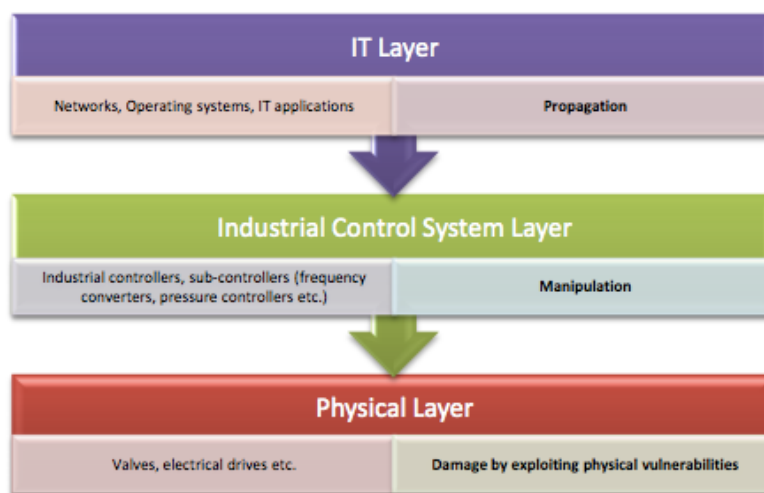 IT Layer
Networks, Operating systems, IT applications
Propagation
Industrial Control System Layer
Industrial controllers, sub-controllers (frequency
converters, pressure controllers etc.)
Manipulation
Physical Layer
Valves, electrical drives etc.
Damage by exploiting physical vulnerabilities